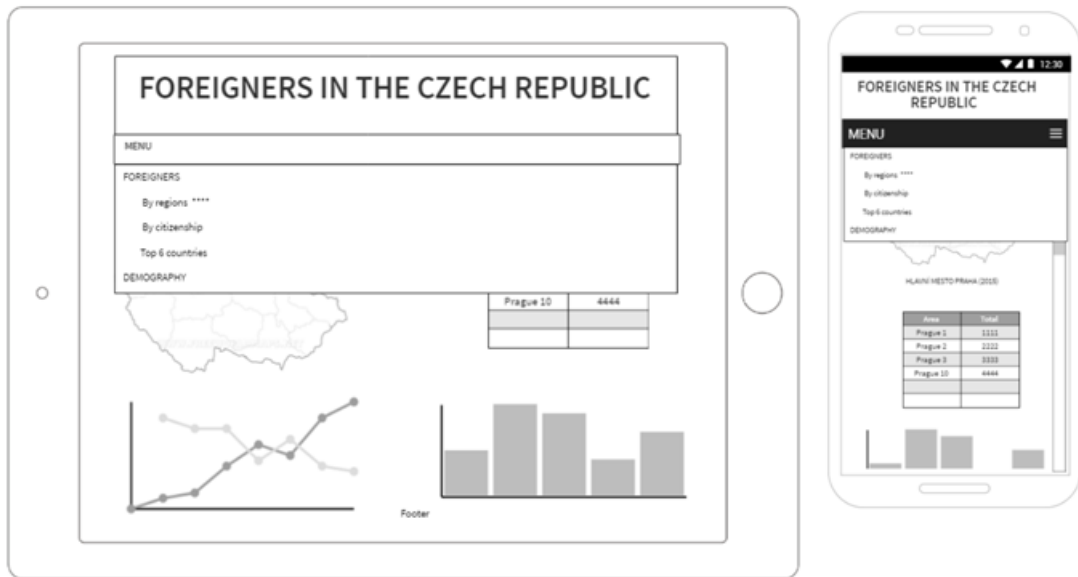 FOREIGNERS IN THE CZECH REPUBLIC
MENU
FOREIGNERS
By regions ****
By citizenship
Top 6 countries
DEMOGRAPHY
Prague 10 4444
Footer
12:30
FOREIGNERS IN THE CZECH
REPUBLIC
MENU
FOREIGNERS
By regions ****
By citizenship
Top 6 countries
DEMOGRAPHY
HLAVNÍ MESTO PRAHA (2015)
Area Total
Prague 1 1111
Prague 2 2222
Prague 3 3333
Prague 10 4444